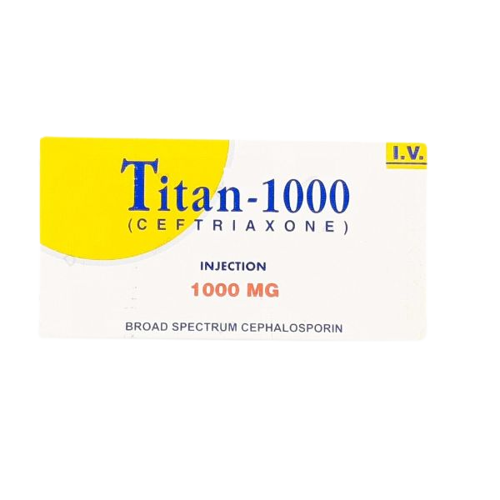 I.V.
Titan-1000
(CEFTRIAXONE)
INJECTION
1000 MG
BROAD SPECTRUM CEPHALOSPORIN